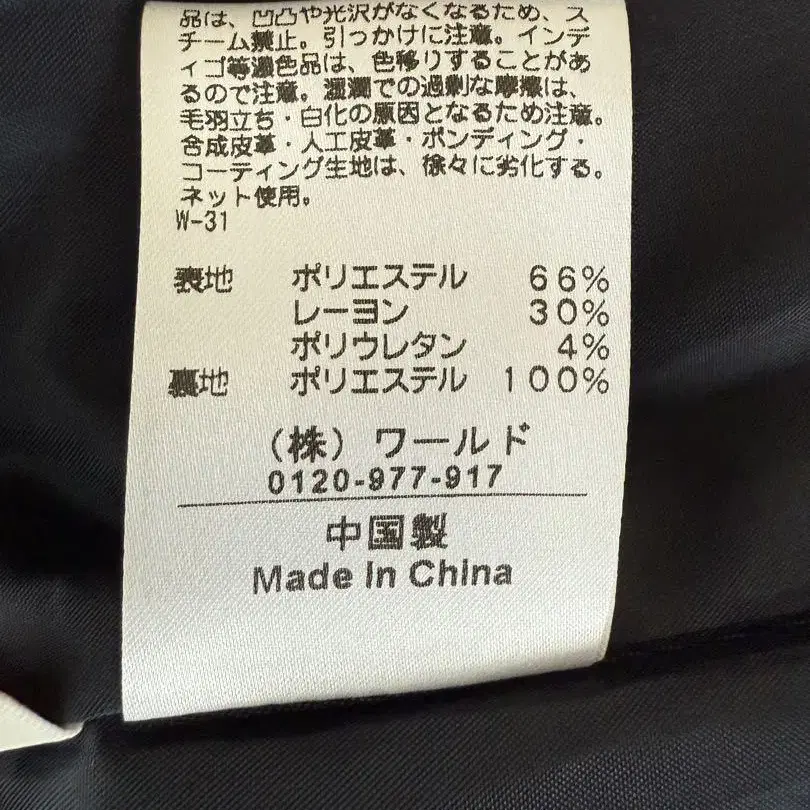 品は、凹凸や光沢がなくなるため、ス
チーム禁止。引っかけに注意。インデ
ィゴ等濃色品は、色移りすることがあ
るので注意。湿潤での過剰な摩擦は、
毛羽立ち・白化の原因となるため注意。
合成皮革・人工皮革・ボンディング・
コーティング生地は、徐々に劣化する。
ネット使用。
W-31
表地 ポリエステル 66%
レーヨン 30%
ポリウレタン 4%
裏地 ポリエステル 100%
(株) ワールド
0120-977-917
中国製
Made In China